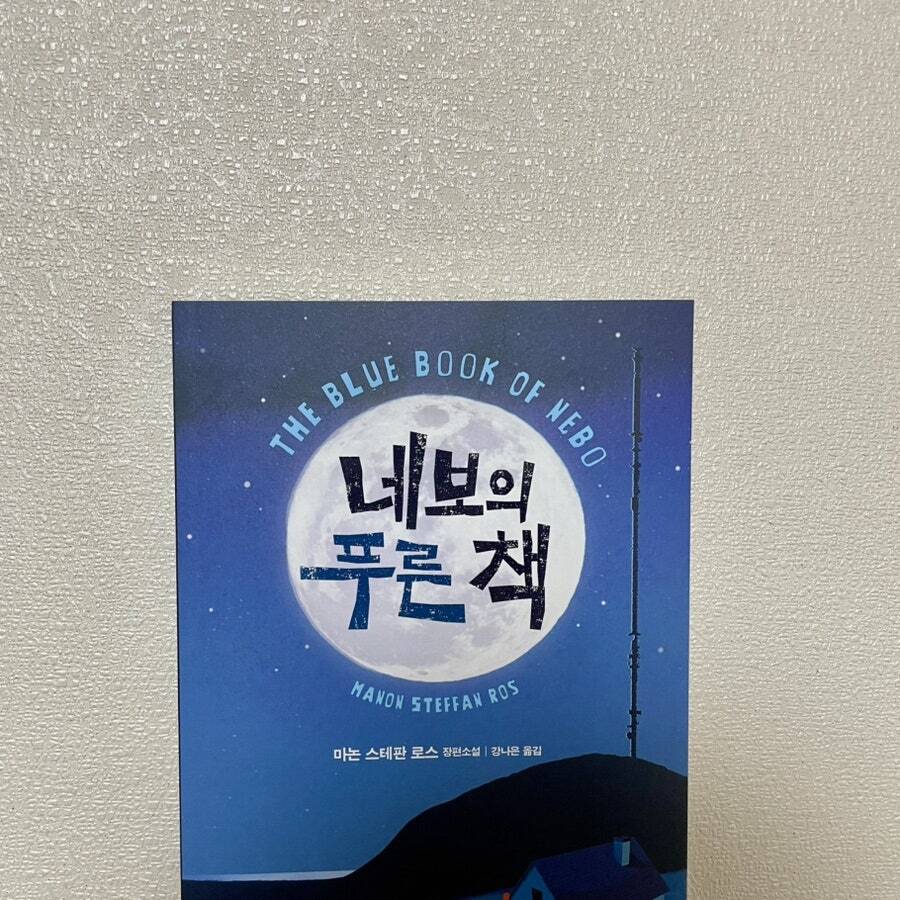 THE BLUE BOOK OF NEBO
네보의
푸른 책
MANON STEFFAN ROS
마논 스테판 로스 장편소설 | 강나은 옮김